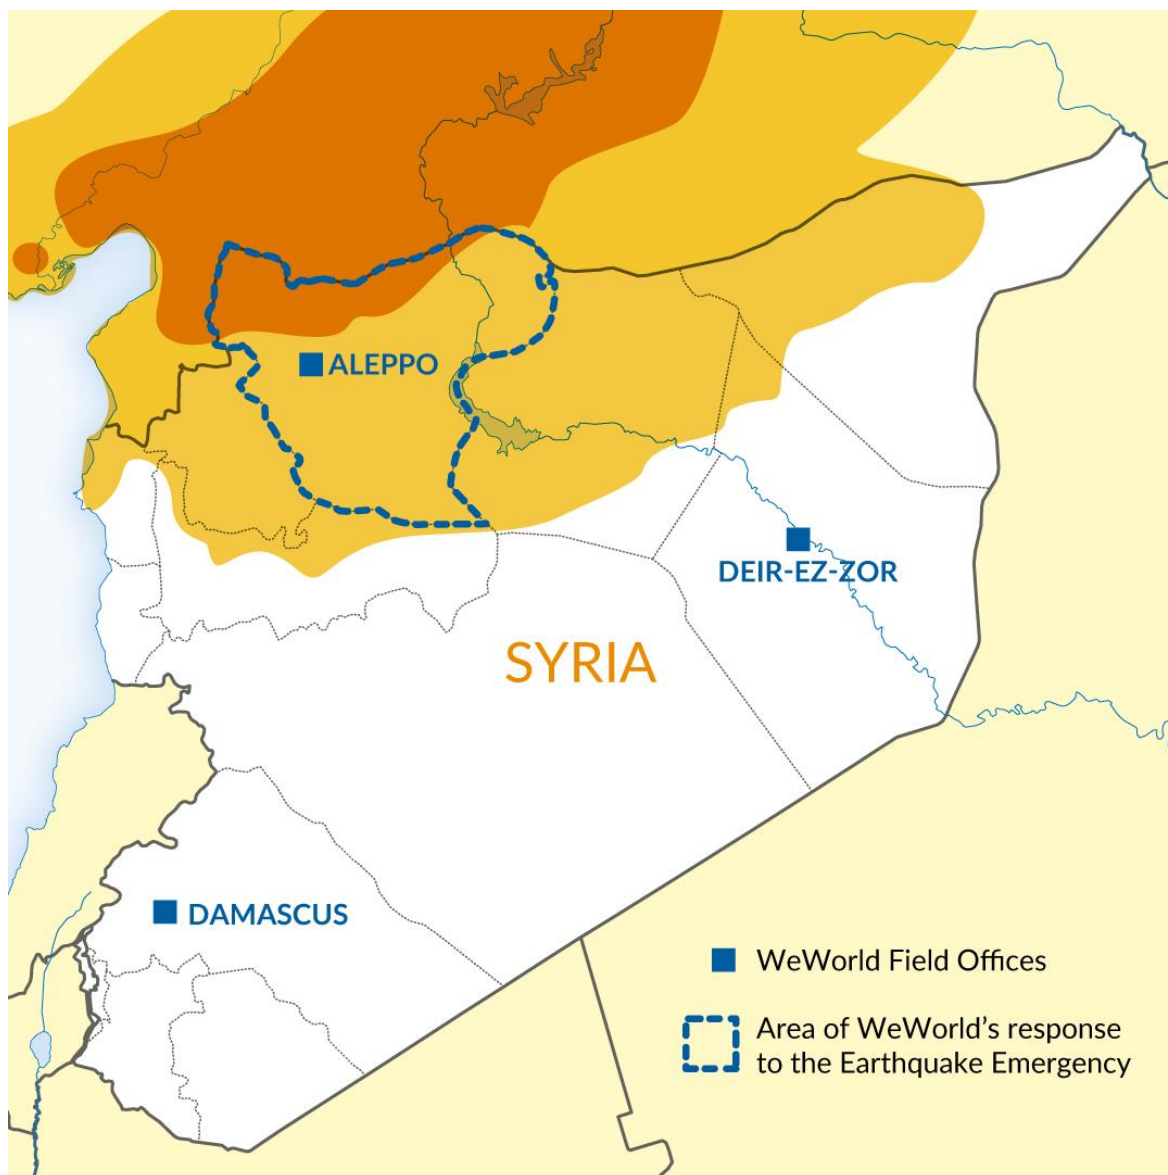 ALEPPO
DEIR-EZ-ZOR
SYRIA
DAMASCUS
WeWorld Field Offices
Area of WeWorld’s response
to the Earthquake Emergency